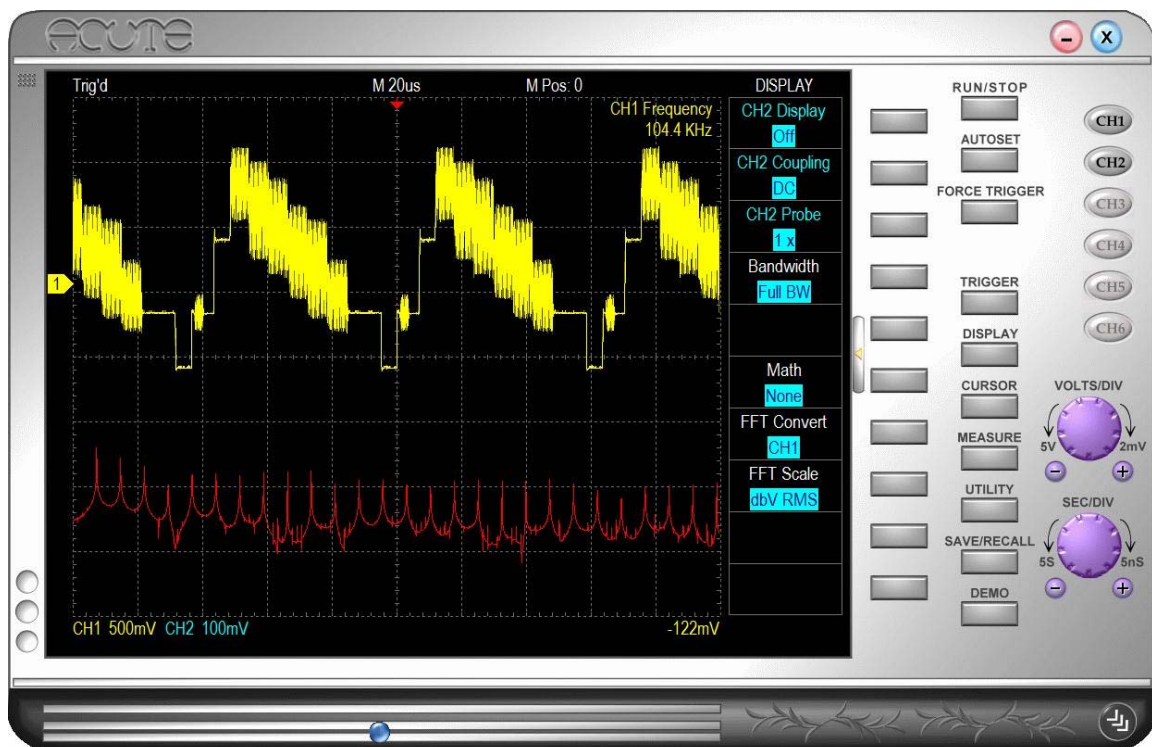 ACUTE
X
Trig'd M 20us M Pos: 0 DISPLAY
CH1 Frequency
104.4 KHz
1
CH2 Display
Off
CH2 Coupling
DC
CH2 Probe
1 x
Bandwidth
Full BW
Math
None
FFT Convert
CH1
FFT Scale
dbV RMS
CH1 500mV CH2 100mV -122mV
RUN/STOP
AUTOSET
FORCE TRIGGER
TRIGGER
DISPLAY
CURSOR
MEASURE
UTILITY
SAVE/RECALL
DEMO
CH1
CH2
CH3
CH4
CH5
CH6
VOLTS/DIV
5V 2mV
- +
SEC/DIV
5S 5nS
- +